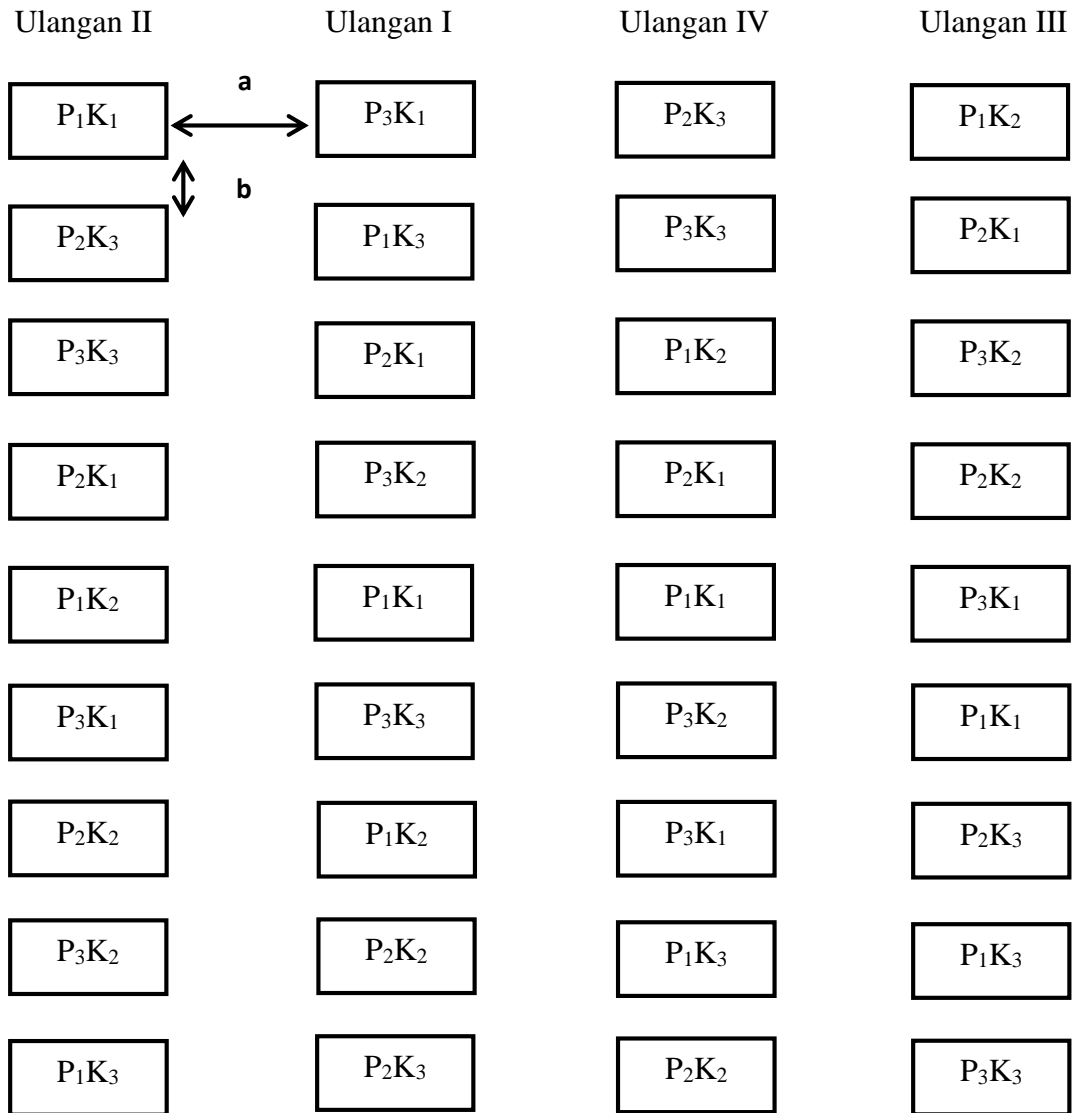 Ulangan II Ulangan I Ulangan IV Ulangan III
a
P₁K₁ P₃K₁ P₂K₃ P₁K₂
b
P₂K₃ P₁K₃ P₃K₃ P₂K₁
P₃K₃ P₂K₁ P₁K₂ P₃K₂
P₂K₁ P₃K₂ P₂K₁ P₂K₂
P₁K₂ P₁K₁ P₁K₁ P₃K₁
P₃K₁ P₃K₃ P₃K₂ P₁K₁
P₂K₂ P₁K₂ P₃K₁ P₂K₃
P₃K₂ P₂K₂ P₁K₃ P₁K₃
P₁K₃ P₂K₃ P₂K₂ P₃K₃